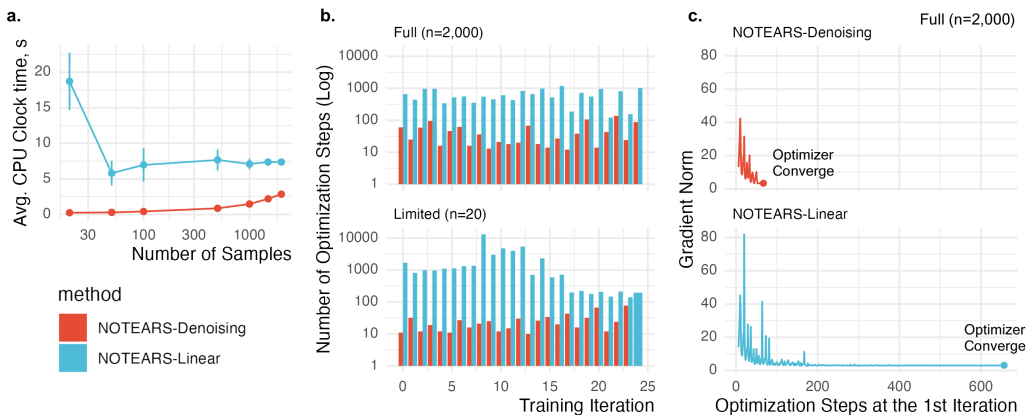 a.
Avg. CPU Clock time, s
20
15
10
5
0
30
100
300
1000
Number of Samples
method
NOTEARS-Denoising
NOTEARS-Linear
b.
Number of Optimization Steps (Log)
Full (n=2,000)
10000
1000
100
10
1
Limited (n=20)
10000
1000
100
10
1
0
5
10
15
20
25
Training Iteration
c.
Full (n=2,000)
Gradient Norm
NOTEARS-Denoising
80
60
40
20
0
Optimizer
Converge
NOTEARS-Linear
80
60
40
20
0
Optimizer
Converge
0
200
400
600
Optimization Steps at the 1st Iteration